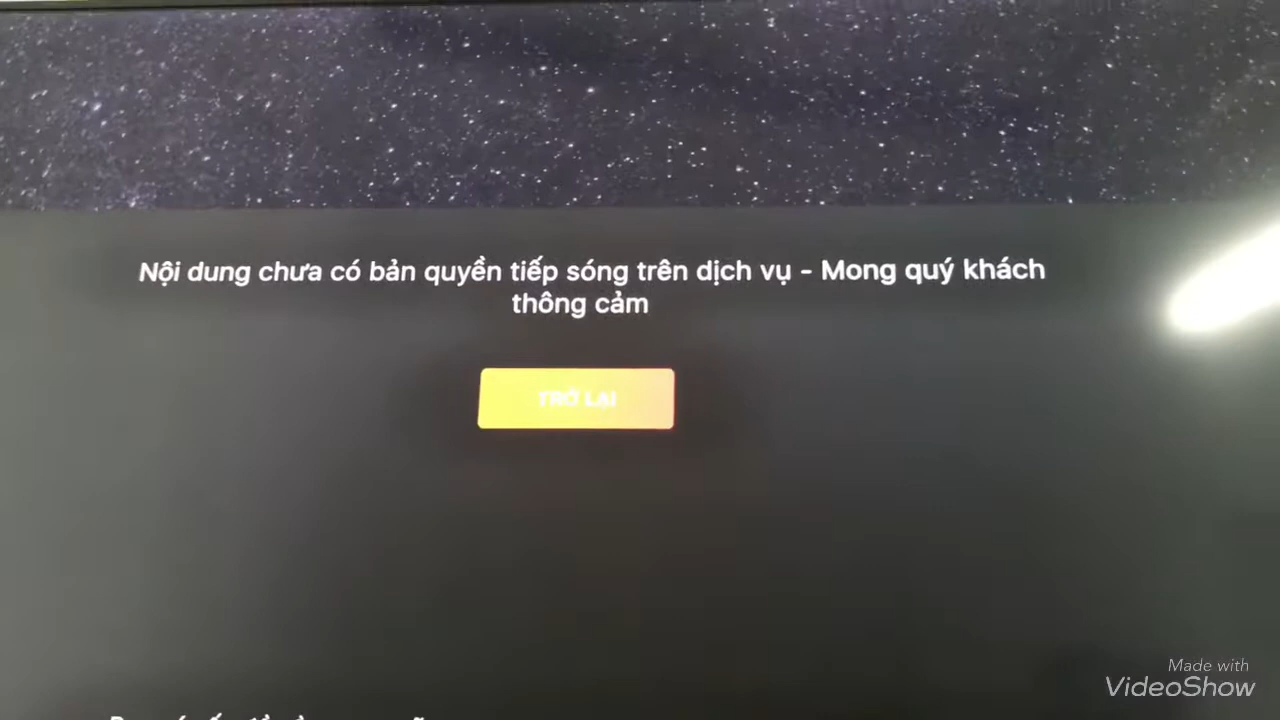 Nội dung chưa có bản quyền tiếp sóng trên dịch vụ - Mong quý khách
thông cảm
TRỞ LẠI
Made with
VideoShow